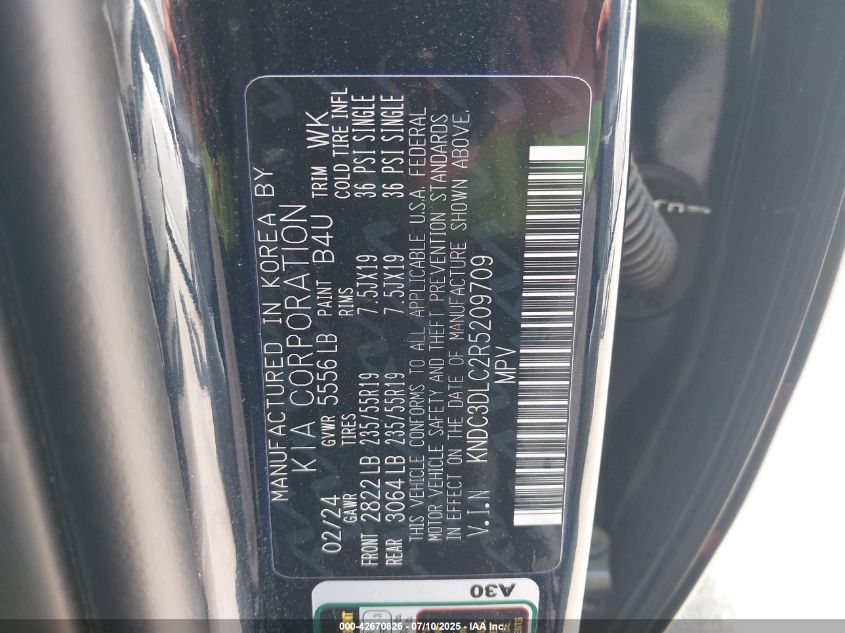 MANUFACTURED IN KOREA BY
KIA CORPORATION
02/24 GVWR 5556 LB PAINT B4U TRIM WK
GAWR TIRES RIMS COLD TIRE INFL
FRONT 2822 LB 235/55R19 7.5JX19 36 PSI SINGLE
REAR 3064 LB 235/55R19 7.5JX19 36 PSI SINGLE
THIS VEHICLE CONFORMS TO ALL APPLICABLE U.S.A. FEDERAL
MOTOR VEHICLE SAFETY AND THEFT PREVENTION STANDARDS
IN EFFECT ON THE DATE OF MANUFACTURE SHOWN ABOVE.
V.I.N KNDC3DLC2R5209709
MPV
A30
000-42670826 - 07/10/2025 - IAA Inc.